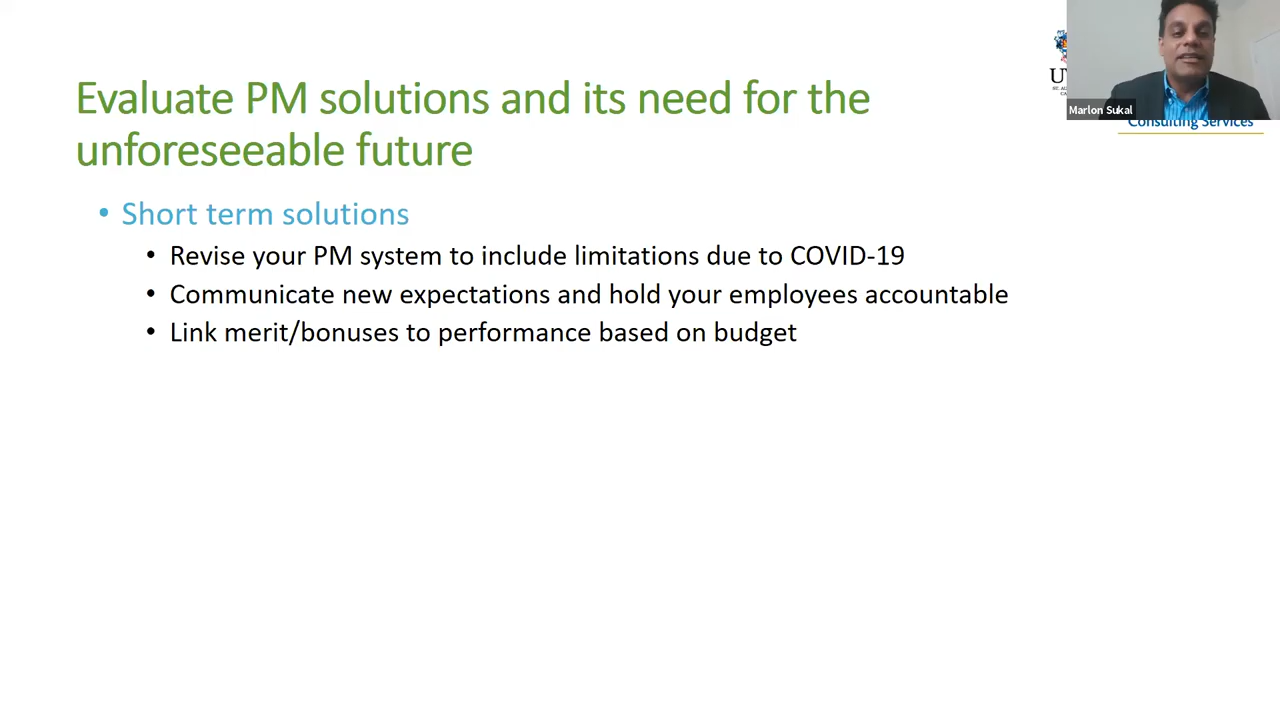 Evaluate PM solutions and its need for the
unforeseeable future
• Short term solutions
• Revise your PM system to include limitations due to COVID-19
• Communicate new expectations and hold your employees accountable
• Link merit/bonuses to performance based on budget
Marlon Sukal
Consulting Services